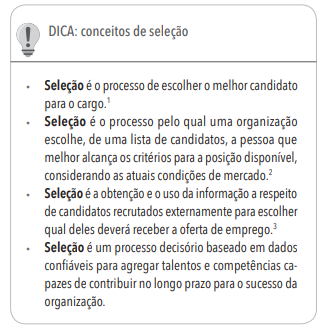 DICA: conceitos de seleção
• Seleção é o processo de escolher o melhor candidato
para o cargo.1
• Seleção é o processo pelo qual uma organização
escolhe, de uma lista de candidatos, a pessoa que
melhor alcança os critérios para a posição disponível,
considerando as atuais condições de mercado.2
• Seleção é a obtenção e o uso da informação a respeito
de candidatos recrutados externamente para escolher
qual deles deverá receber a oferta de emprego.3
• Seleção é um processo decisório baseado em dados
confiáveis para agregar talentos e competências ca-
pazes de contribuir no longo prazo para o sucesso da
organização.